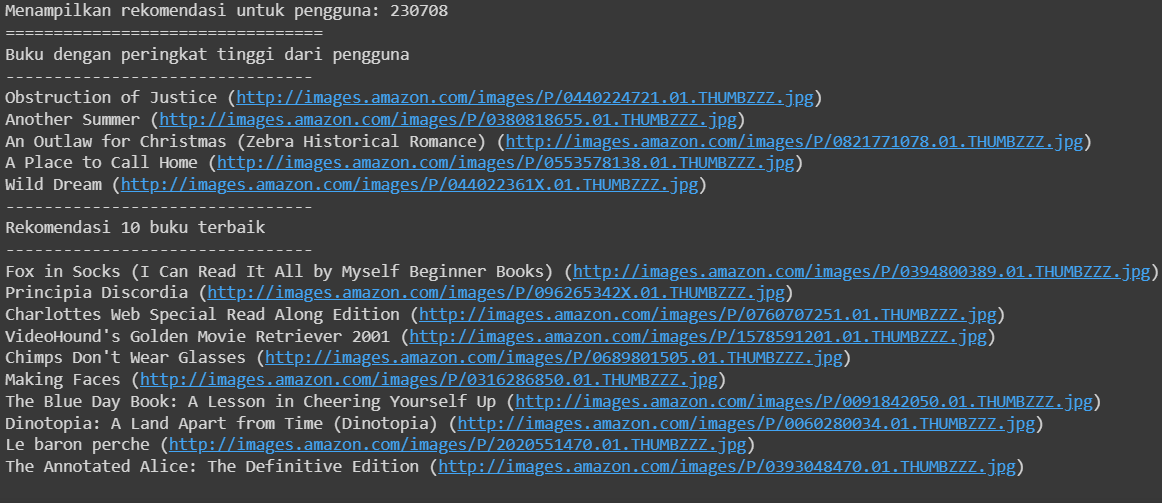 Menampilkan rekomendasi untuk pengguna: 230708
=================================
Buku dengan peringkat tinggi dari pengguna
--------------------------------
Obstruction of Justice (http://images.amazon.com/images/P/0440224721.01.THUMBZZZ.jpg)
Another Summer (http://images.amazon.com/images/P/0380818655.01.THUMBZZZ.jpg)
An Outlaw for Christmas (Zebra Historical Romance) (http://images.amazon.com/images/P/0821771078.01.THUMBZZZ.jpg)
A Place to Call Home (http://images.amazon.com/images/P/0553578138.01.THUMBZZZ.jpg)
Wild Dream (http://images.amazon.com/images/P/044022361X.01.THUMBZZZ.jpg)
--------------------------------
Rekomendasi 10 buku terbaik
--------------------------------
Fox in Socks (I Can Read It All by Myself Beginner Books) (http://images.amazon.com/images/P/0394800389.01.THUMBZZZ.jpg)
Principia Discordia (http://images.amazon.com/images/P/096265342X.01.THUMBZZZ.jpg)
Charlottes Web Special Read Along Edition (http://images.amazon.com/images/P/0760707251.01.THUMBZZZ.jpg)
VideoHound's Golden Movie Retriever 2001 (http://images.amazon.com/images/P/1578591201.01.THUMBZZZ.jpg)
Chimps Don't Wear Glasses (http://images.amazon.com/images/P/0689801505.01.THUMBZZZ.jpg)
Making Faces (http://images.amazon.com/images/P/0316286850.01.THUMBZZZ.jpg)
The Blue Day Book: A Lesson in Cheering Yourself Up (http://images.amazon.com/images/P/0091842050.01.THUMBZZZ.jpg)
Dinotopia: A Land Apart from Time (Dinotopia) (http://images.amazon.com/images/P/0060280034.01.THUMBZZZ.jpg)
Le baron perche (http://images.amazon.com/images/P/2020551470.01.THUMBZZZ.jpg)
The Annotated Alice: The Definitive Edition (http://images.amazon.com/images/P/0393048470.01.THUMBZZZ.jpg)